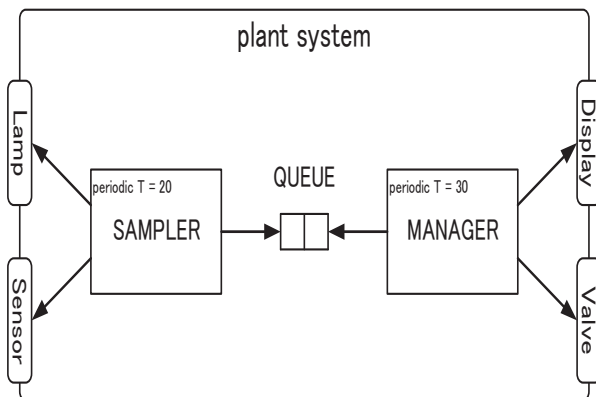 plant system
Lamp
Display
periodic T = 20
SAMPLER
QUEUE
periodic T = 30
MANAGER
Sensor
Valve